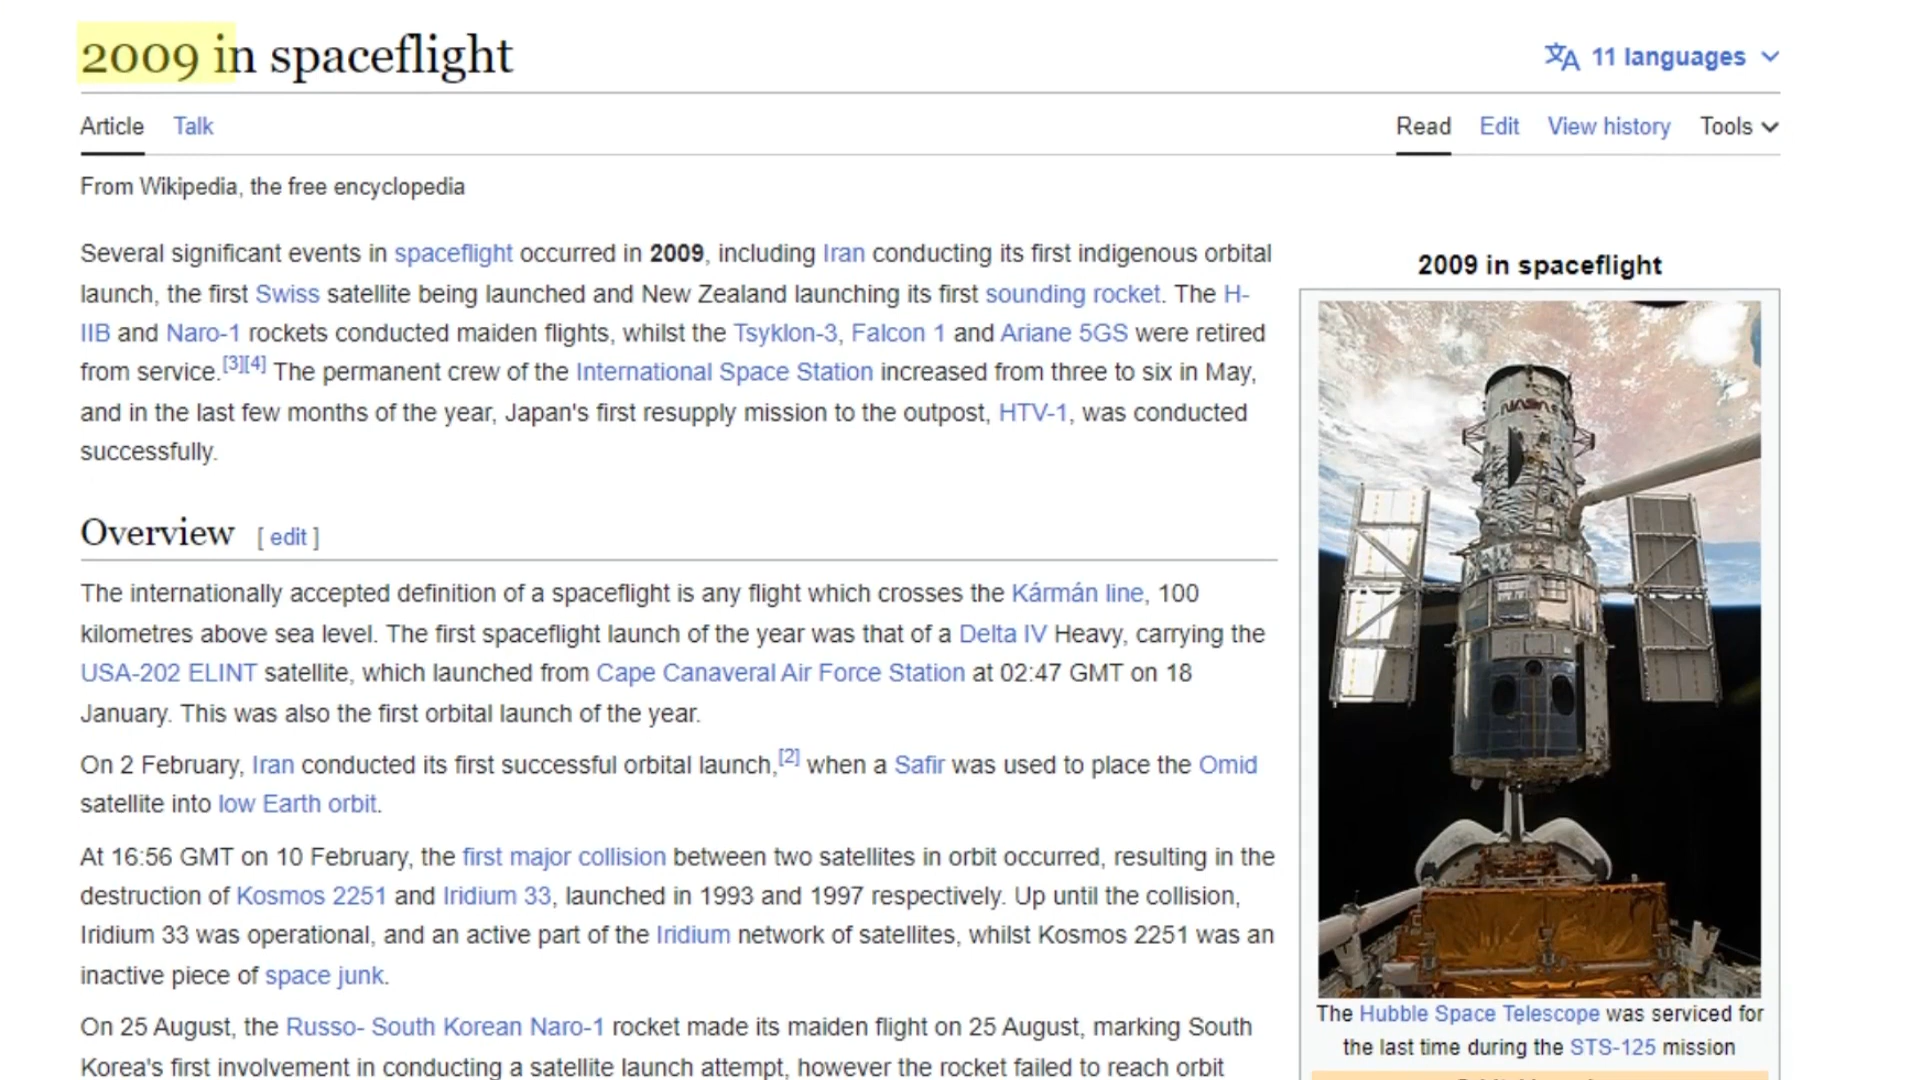 2009 in spaceflight
11 languages
Article Talk
Read Edit View history Tools
From Wikipedia, the free encyclopedia
Several significant events in spaceflight occurred in 2009, including Iran conducting its first indigenous orbital
launch, the first Swiss satellite being launched and New Zealand launching its first sounding rocket. The H-
IIB and Naro-1 rockets conducted maiden flights, whilst the Tsyklon-3, Falcon 1 and Ariane 5GS were retired
from service.[3][4] The permanent crew of the International Space Station increased from three to six in May,
and in the last few months of the year, Japan's first resupply mission to the outpost, HTV-1, was conducted
successfully.
Overview [ edit ]
The internationally accepted definition of a spaceflight is any flight which crosses the Kármán line, 100
kilometres above sea level. The first spaceflight launch of the year was that of a Delta IV Heavy, carrying the
USA-202 ELINT satellite, which launched from Cape Canaveral Air Force Station at 02:47 GMT on 18
January. This was also the first orbital launch of the year.
On 2 February, Iran conducted its first successful orbital launch,[2] when a Safir was used to place the Omid
satellite into low Earth orbit.
At 16:56 GMT on 10 February, the first major collision between two satellites in orbit occurred, resulting in the
destruction of Kosmos 2251 and Iridium 33, launched in 1993 and 1997 respectively. Up until the collision,
Iridium 33 was operational, and an active part of the Iridium network of satellites, whilst Kosmos 2251 was an
inactive piece of space junk.
On 25 August, the Russo- South Korean Naro-1 rocket made its maiden flight on 25 August, marking South
Korea's first involvement in conducting a satellite launch attempt, however the rocket failed to reach orbit
2009 in spaceflight
NASA
The Hubble Space Telescope was serviced for
the last time during the STS-125 mission